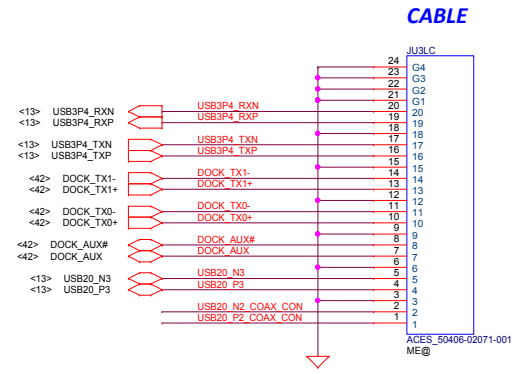 CABLE
JU3LC
24 G4
23 G3
22 G2
21 G1
<13> USB3P4_RXN USB3P4_RXN 20 20
<13> USB3P4_RXP USB3P4_RXP 19 19
18 18
<13> USB3P4_TXN USB3P4_TXN 17 17
<13> USB3P4_TXP USB3P4_TXP 16 16
15 15
<42> DOCK_TX1- DOCK_TX1- 14 14
<42> DOCK_TX1+ DOCK_TX1+ 13 13
12 12
<42> DOCK_TX0- DOCK_TX0- 11 11
<42> DOCK_TX0+ DOCK_TX0+ 10 10
9 9
<42> DOCK_AUX# DOCK_AUX# 8 8
<42> DOCK_AUX DOCK_AUX 7 7
6 6
<13> USB20_N3 USB20_N3 5 5
<13> USB20_P3 USB20_P3 4 4
3 3
USB20_N2_COAX_CON 2 2
USB20_P2_COAX_CON 1 1
ACES_50406-02071-001
ME@